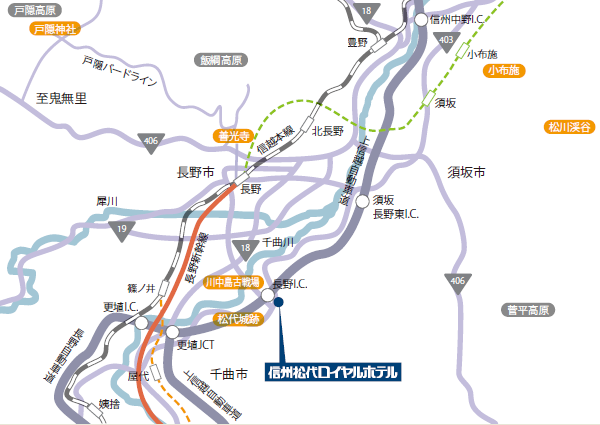 戸隠高原
戸隠神社
18
信州中野I.C.
豊野
403
小布施
小布施
戸隠バードライン
飯綱高原
至鬼無里
須坂
松川渓谷
406
善光寺
信越本線
北長野
上信越自動車道
長野市
長野
須坂市
犀川
須坂
長野東I.C.
19
長野新幹線
18
千曲川
406
篠ノ井
川中島古戦場
長野I.C.
更埴I.C.
松代城跡
菅平高原
更埴JCT
長野自動車道
屋代
千曲市
上信越自動車道
信州松代ロイヤルホテル
姨捨